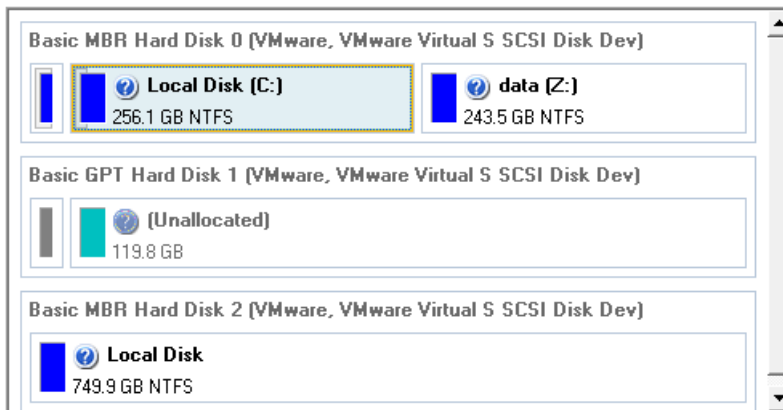 Basic MBR Hard Disk 0 (VMware, VMware Virtual S SCSI Disk Dev)
Local Disk (C:)
256.1 GB NTFS
data (Z:)
243.5 GB NTFS
Basic GPT Hard Disk 1 (VMware, VMware Virtual S SCSI Disk Dev)
(Unallocated)
119.8 GB
Basic MBR Hard Disk 2 (VMware, VMware Virtual S SCSI Disk Dev)
Local Disk
749.9 GB NTFS